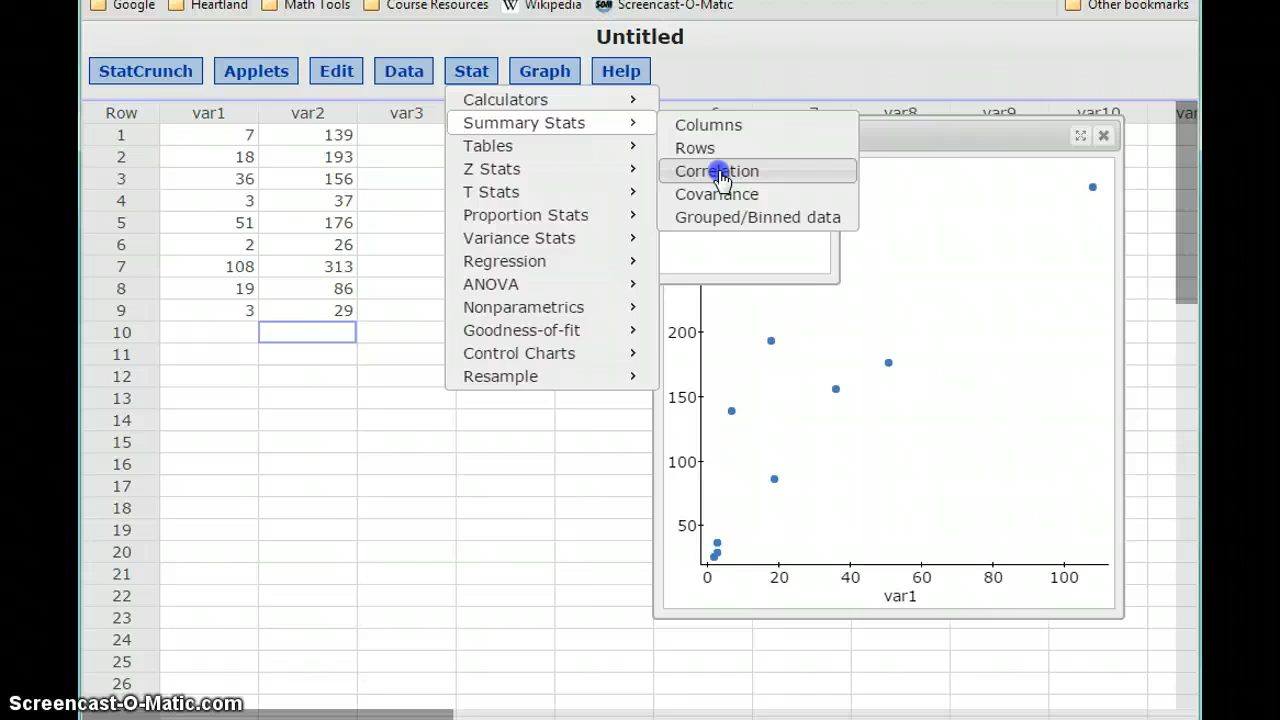 Google Heartland Math Tools Course Resources W Wikipedia SOM Screencast-O-Matic Other bookmarks
Untitled
StatCrunch Applets Edit Data Stat Graph Help
Row var1 var2 var3 var8 var9 var10 var
1 7 139
2 18 193
3 36 156
4 3 37
5 51 176
6 2 26
7 108 313
8 19 86
9 3 29
10
11
12
13
14
15
16
17
18
19
20
21
22
23
24
25
26
Calculators
Summary Stats
Tables
Z Stats
T Stats
Proportion Stats
Variance Stats
Regression
ANOVA
Nonparametrics
Goodness-of-fit
Control Charts
Resample
Columns
Rows
Correlation
Covariance
Grouped/Binned data
200
150
100
50
0 20 40 60 80 100
var1
Screencast-O-Matic.com